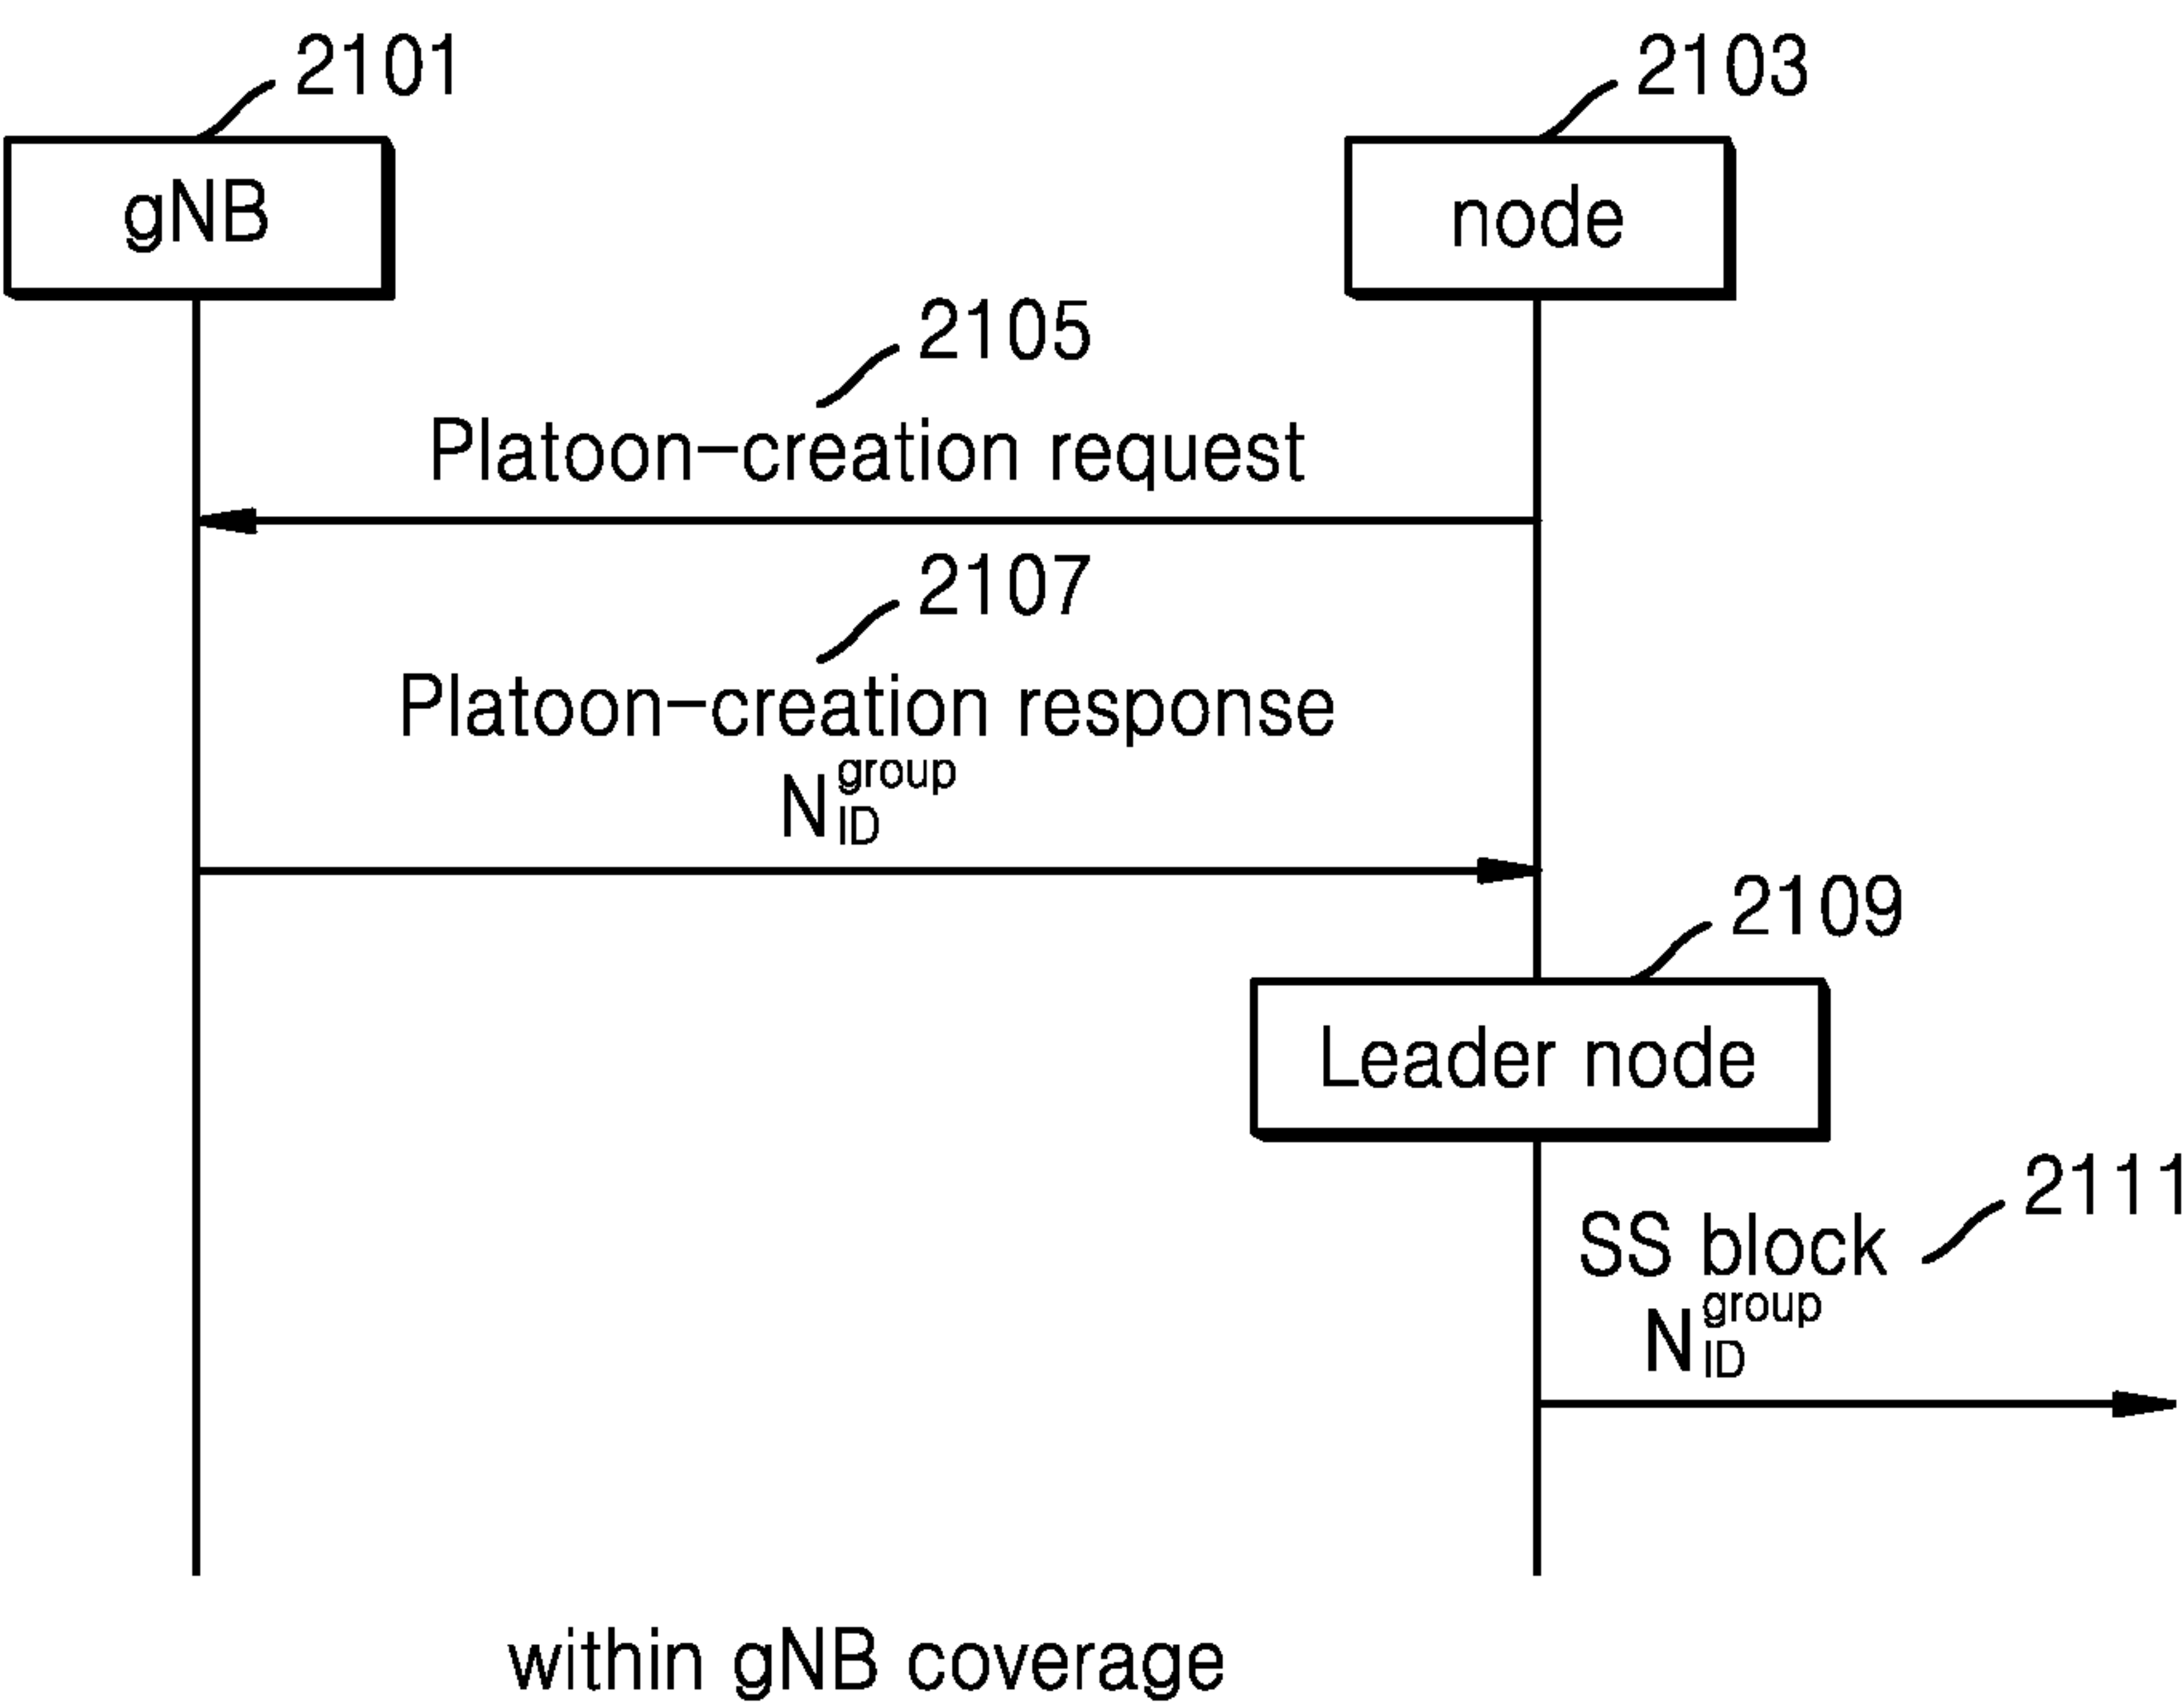 2101
2103
gNB
node
2105
Platoon-creation request
2107
Platoon-creation response
N_ID^group
2109
Leader node
2111
SS block
N_ID^group
within gNB coverage